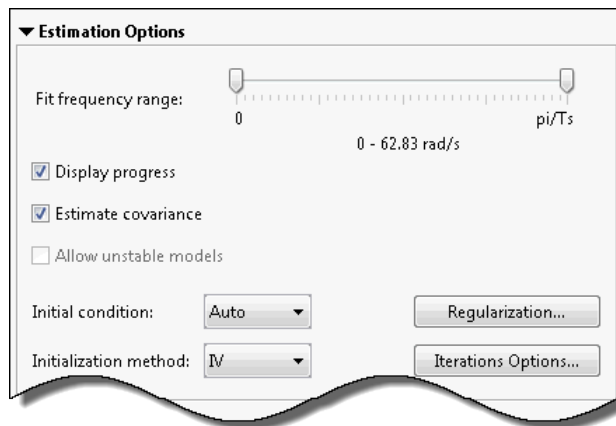 Estimation Options
Fit frequency range:
0 pi/Ts
0 - 62.83 rad/s
Display progress
Estimate covariance
Allow unstable models
Initial condition: Auto Regularization...
Initialization method: IV Iterations Options...